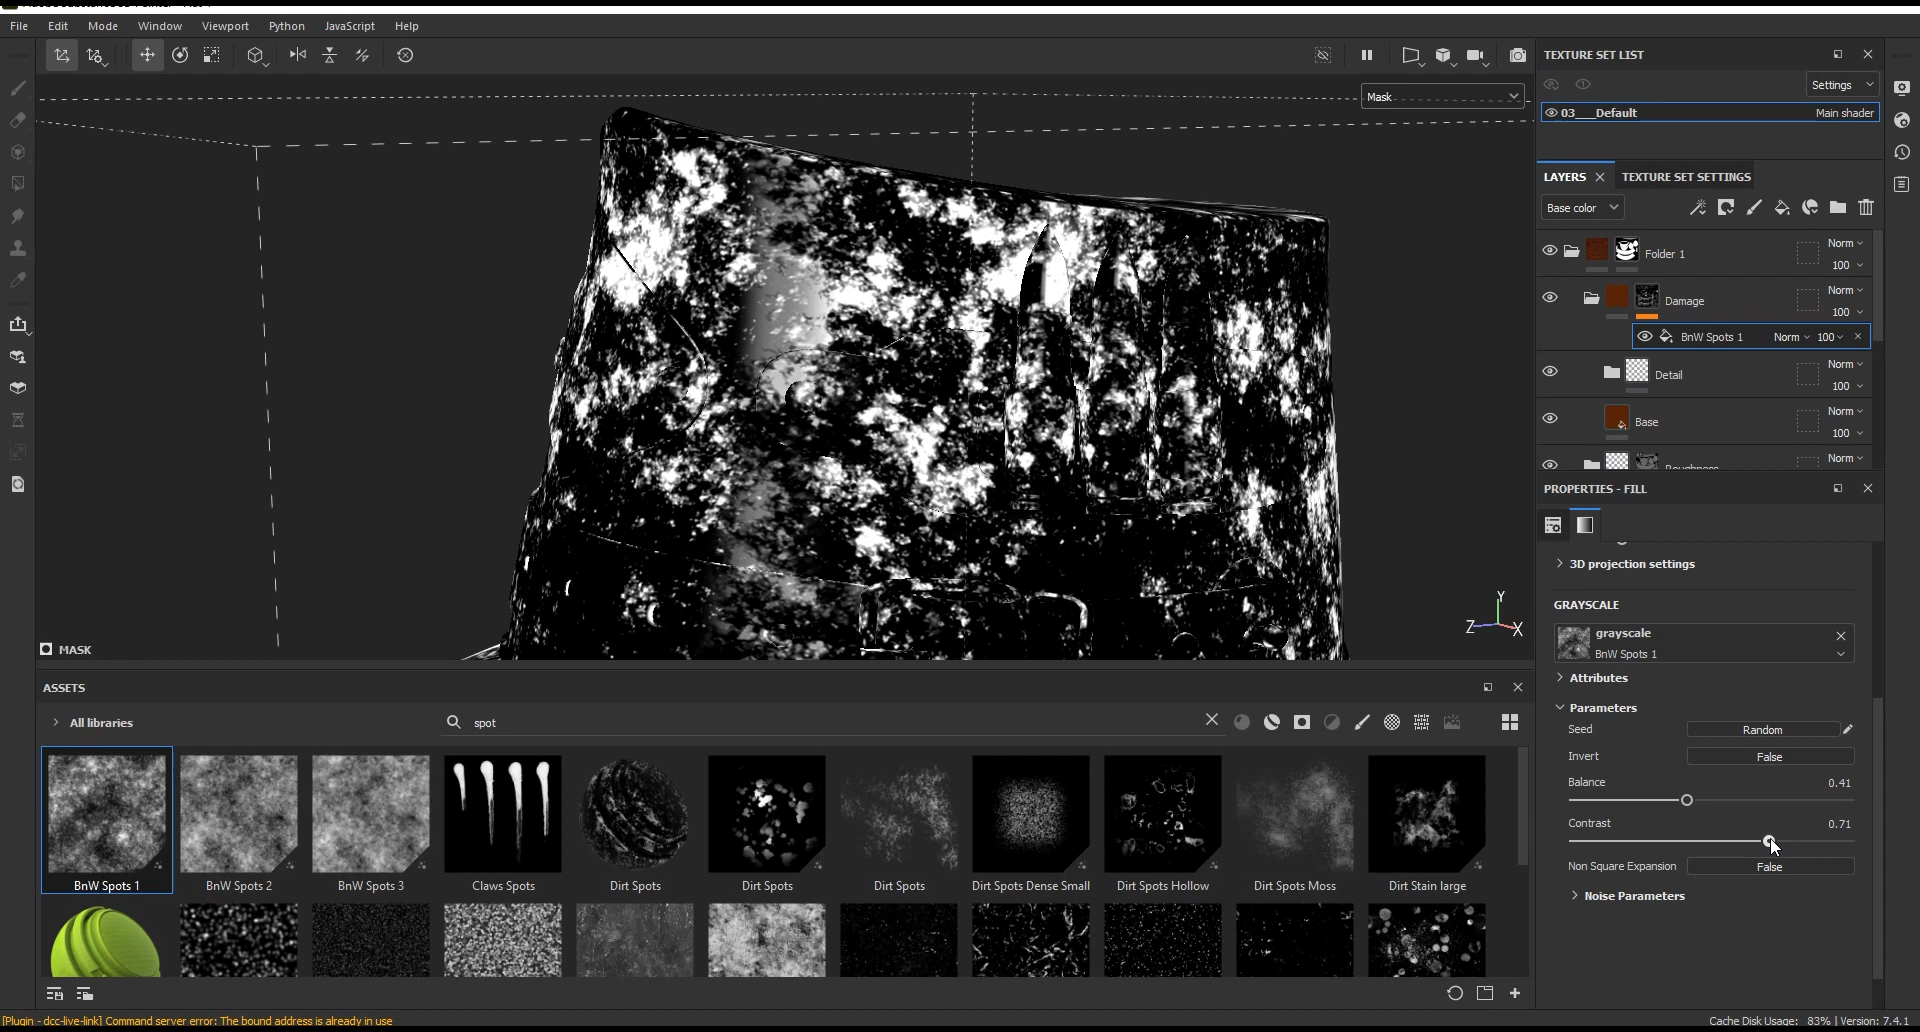 File Edit Mode Window Viewport Python JavaScript Help
Mask
MASK
Y
Z X
ASSETS
All libraries
spot
BnW Spots 1 BnW Spots 2 BnW Spots 3 Claws Spots Dirt Spots Dirt Spots Dirt Spots Dirt Spots Dense Small Dirt Spots Hollow Dirt Spots Moss Dirt Stain large
TEXTURE SET LIST
Settings
03___Default Main shader
LAYERS TEXTURE SET SETTINGS
Base color
Folder 1 Norm
100
Damage Norm
100
BnW Spots 1 Norm 100
Detail Norm
100
Base Norm
100
Roughness Norm
PROPERTIES - FILL
3D projection settings
GRAYSCALE
grayscale
BnW Spots 1
Attributes
Parameters
Seed Random
Invert False
Balance 0.41
Contrast 0.71
Non Square Expansion False
Noise Parameters
[Plugin - dcc-live-link] Command server error: The bound address is already in use
Cache Disk Usage: 83% | Version: 7.4.1